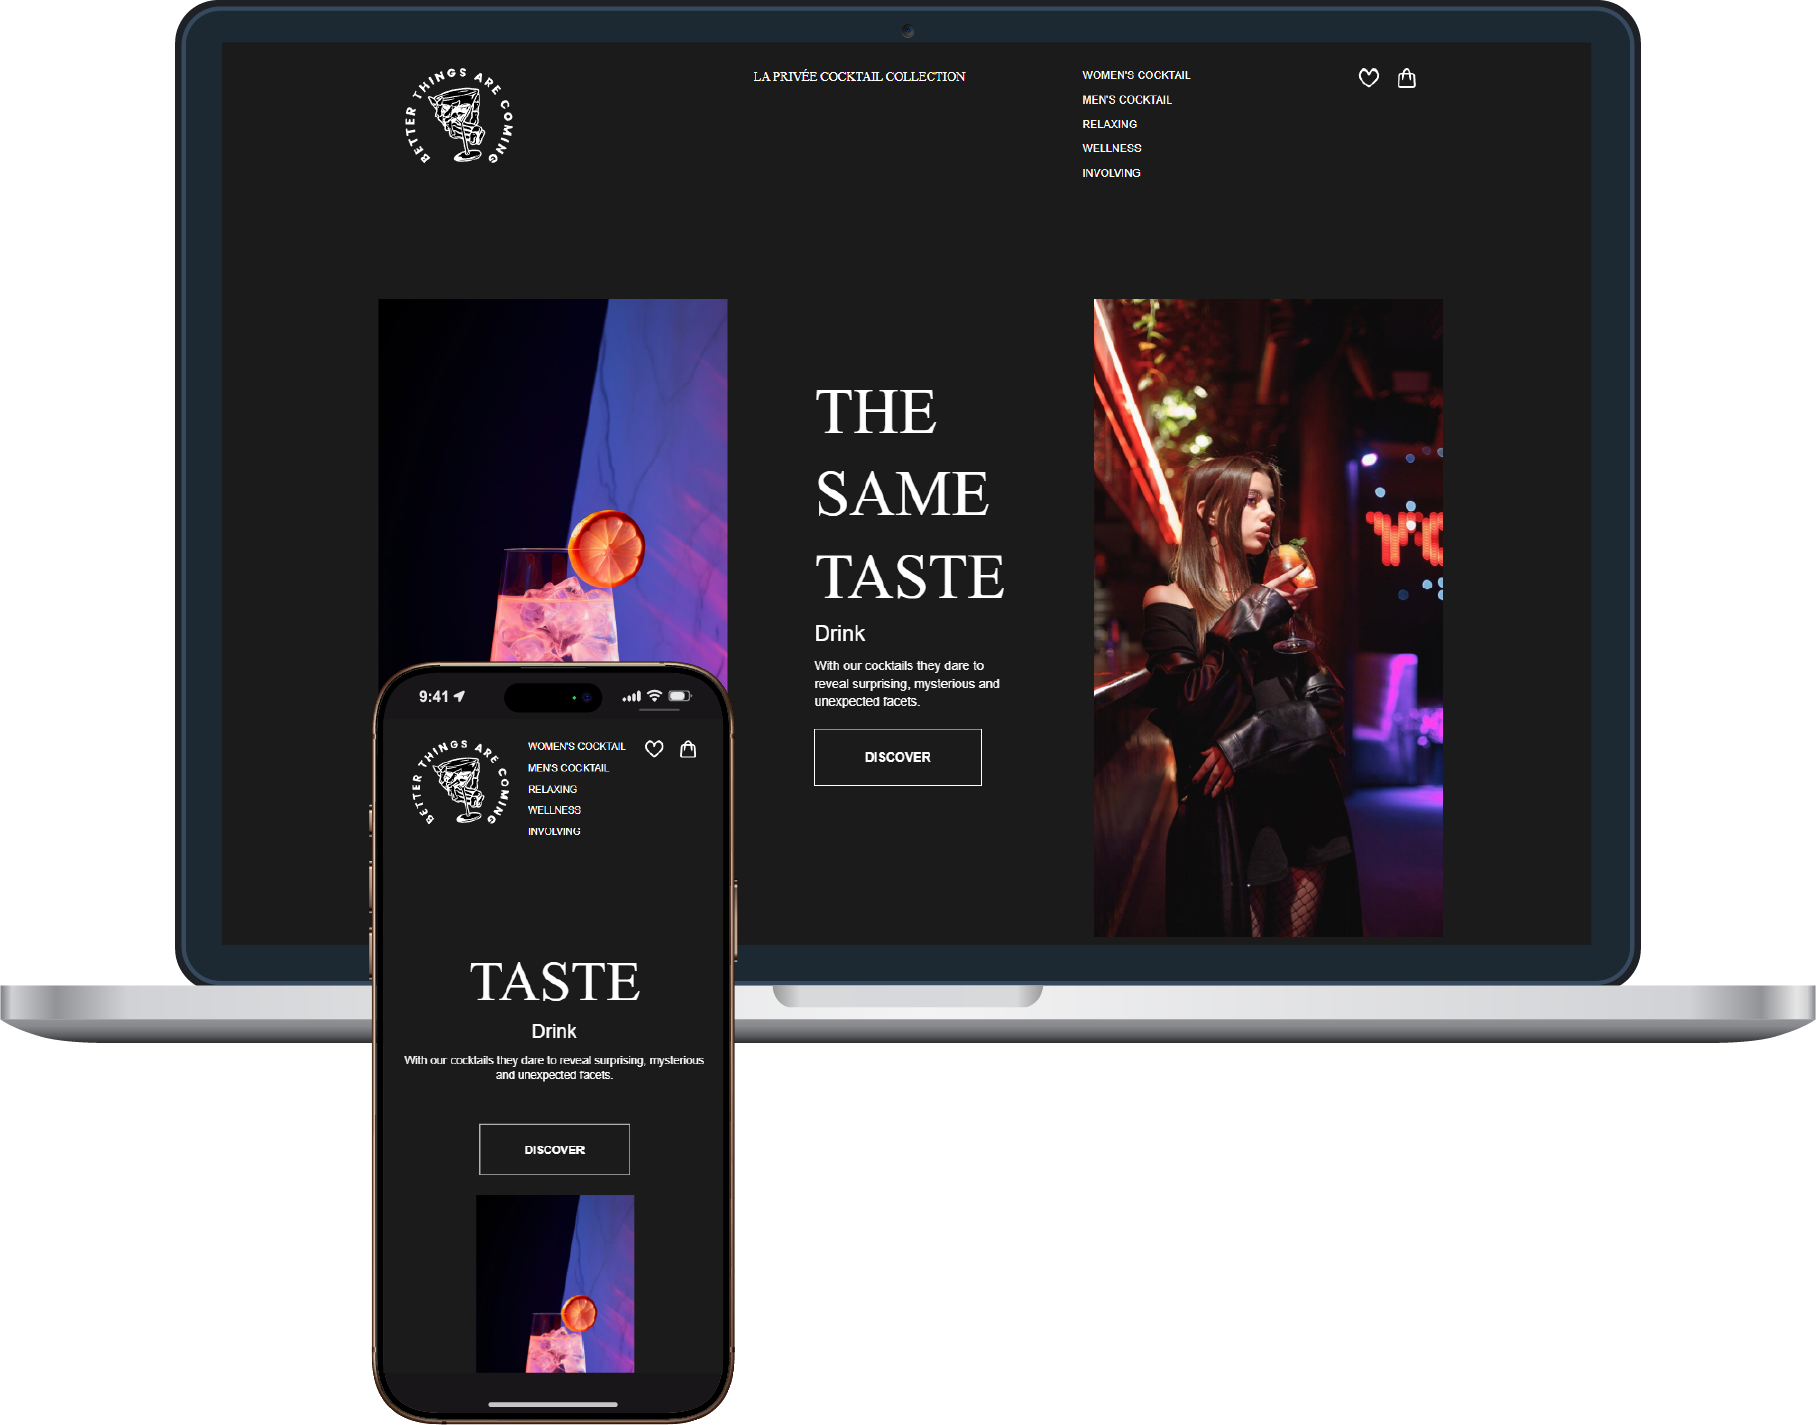 BETTER THINGS ARE COMING
LA PRIVÉE COCKTAIL COLLECTION
WOMEN'S COCKTAIL
MEN'S COCKTAIL
RELAXING
WELLNESS
INVOLVING
THE
SAME
TASTE
Drink
With our cocktails they dare to
reveal surprising, mysterious and
unexpected facets.
DISCOVER
YO
9:41
BETTER THINGS ARE COMING
WOMEN'S COCKTAIL
MEN'S COCKTAIL
RELAXING
WELLNESS
INVOLVING
TASTE
Drink
With our cocktails they dare to reveal surprising, mysterious
and unexpected facets.
DISCOVER